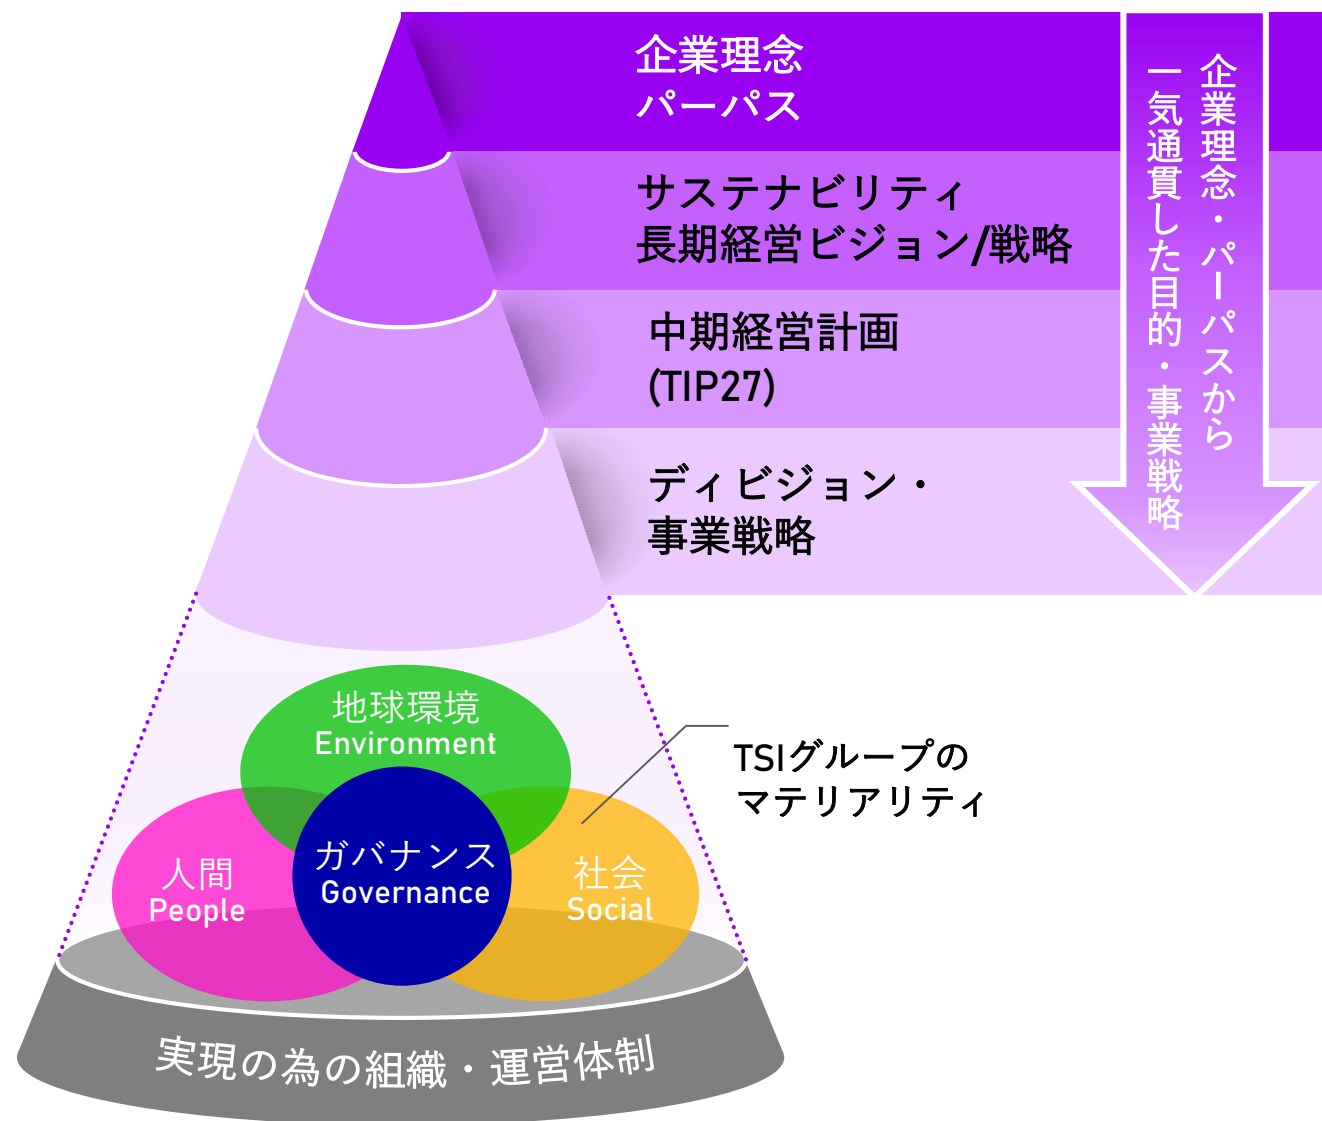 企業理念
パーパス
サステナビリティ
長期経営ビジョン/戦略
中期経営計画
(TIP27)
ディビジョン・
事業戦略
企業理念・パーパスから
一気通貫した目的・事業戦略
地球環境
Environment
TSIグループの
マテリアリティ
人間
People
ガバナンス
Governance
社会
Social
実現の為の組織・運営体制